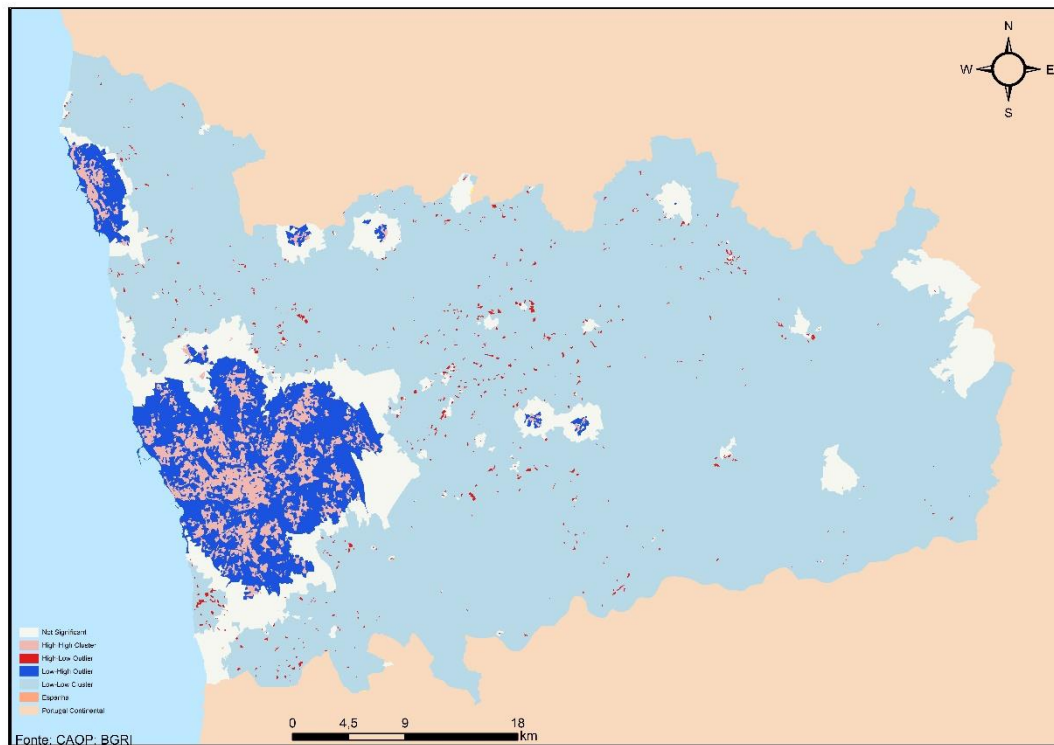 N
W E
S
Not Significant
High-High Cluster
High-Low Outlier
Low-High Outlier
Low-Low Cluster
Espanha
Portugal Continental
0 4,5 9 18
km
Fonte: CAOP; BGRI